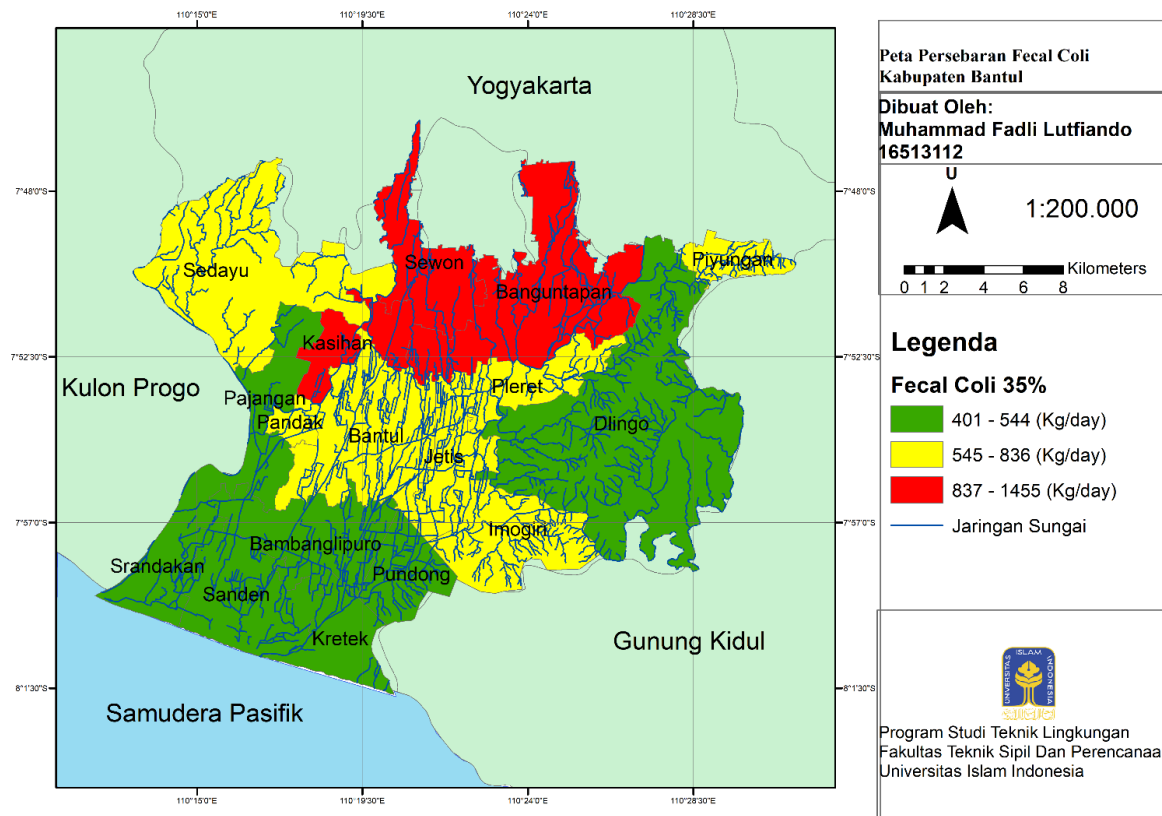 110°15'0"E 110°19'30"E 110°24'0"E 110°28'30"E
Yogyakarta
7°48'0"S 7°48'0"S
Sedayu
Sewon
Piyungan
Banguntapan
Kasihan
7°52'30"S 7°52'30"S
Kulon Progo
Pleret
Pajangan
Pandak
Dlingo
Bantul
Jetis
7°57'0"S 7°57'0"S
Imogiri
Bambanglipuro
Srandakan
Pundong
Sanden
Kretek
Gunung Kidul
8°1'30"S 8°1'30"S
Samudera Pasifik
110°15'0"E 110°19'30"E 110°24'0"E 110°28'30"E
Peta Persebaran Fecal Coli
Kabupaten Bantul
Dibuat Oleh:
Muhammad Fadli Lutfiando
16513112
U
1:200.000
Kilometers
0 1 2 4 6 8
Legenda
Fecal Coli 35%
401 - 544 (Kg/day)
545 - 836 (Kg/day)
837 - 1455 (Kg/day)
Jaringan Sungai
UNIVERSITAS ISLAM INDONESIA
Program Studi Teknik Lingkungan
Fakultas Teknik Sipil Dan Perencanaa
Universitas Islam Indonesia